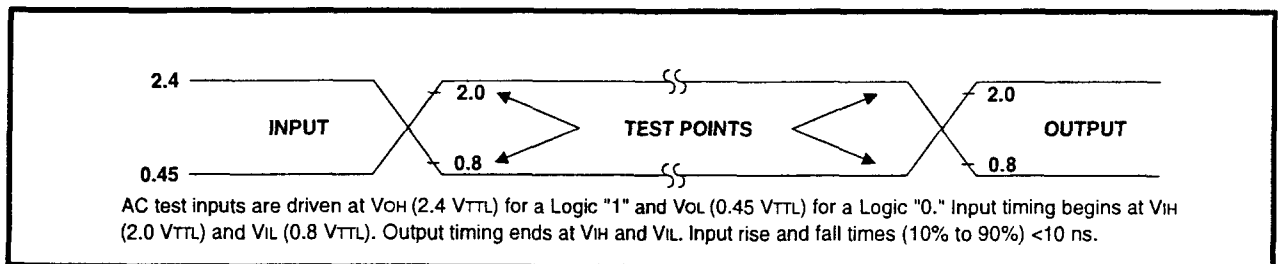 2.4
2.0
2.0
INPUT
TEST POINTS
OUTPUT
0.8
0.8
0.45
AC test inputs are driven at VOH (2.4 VTTL) for a Logic "1" and VOL (0.45 VTTL) for a Logic "0." Input timing begins at VIH
(2.0 VTTL) and VIL (0.8 VTTL). Output timing ends at VIH and VIL. Input rise and fall times (10% to 90%) <10 ns.